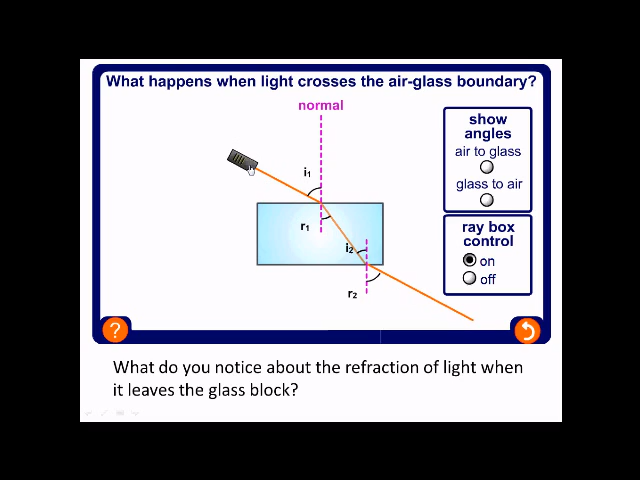 What happens when light crosses the air-glass boundary?
normal
show
angles
air to glass
glass to air
i1
r1
i2
r2
ray box
control
on
off
?
What do you notice about the refraction of light when
it leaves the glass block?